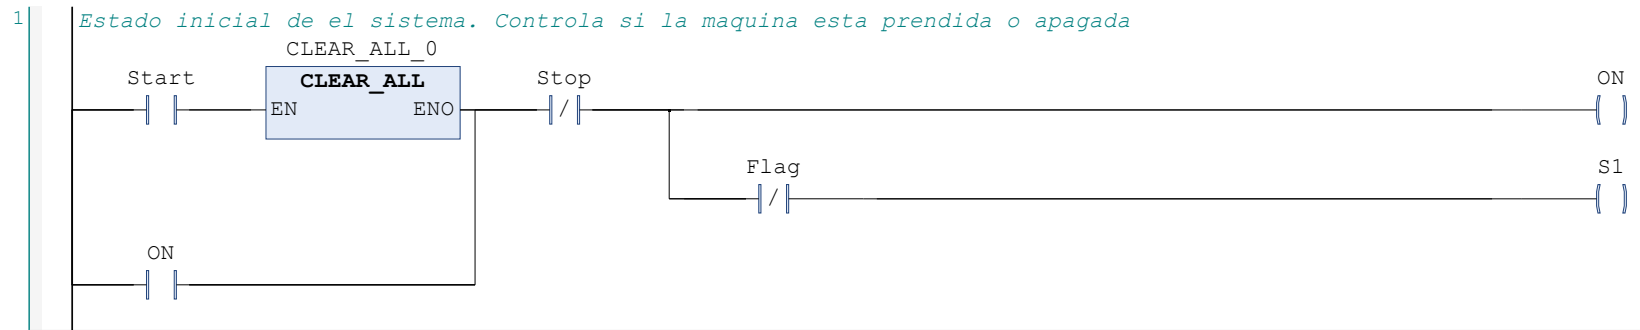 1
Estado inicial de el sistema. Controla si la maquina esta prendida o apagada
CLEAR_ALL_0
Start
CLEAR_ALL
Stop
ON
EN
ENO
/
Flag
S1
/
ON